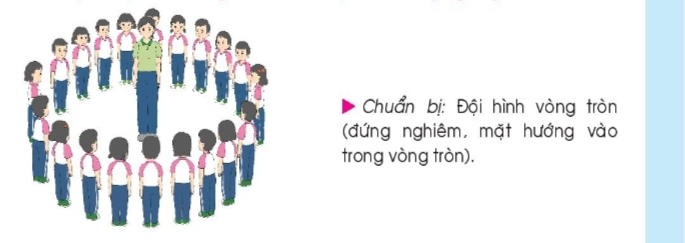 ▶ Chuẩn bị: Đội hình vòng tròn
(đứng nghiêm, mặt hướng vào
trong vòng tròn).